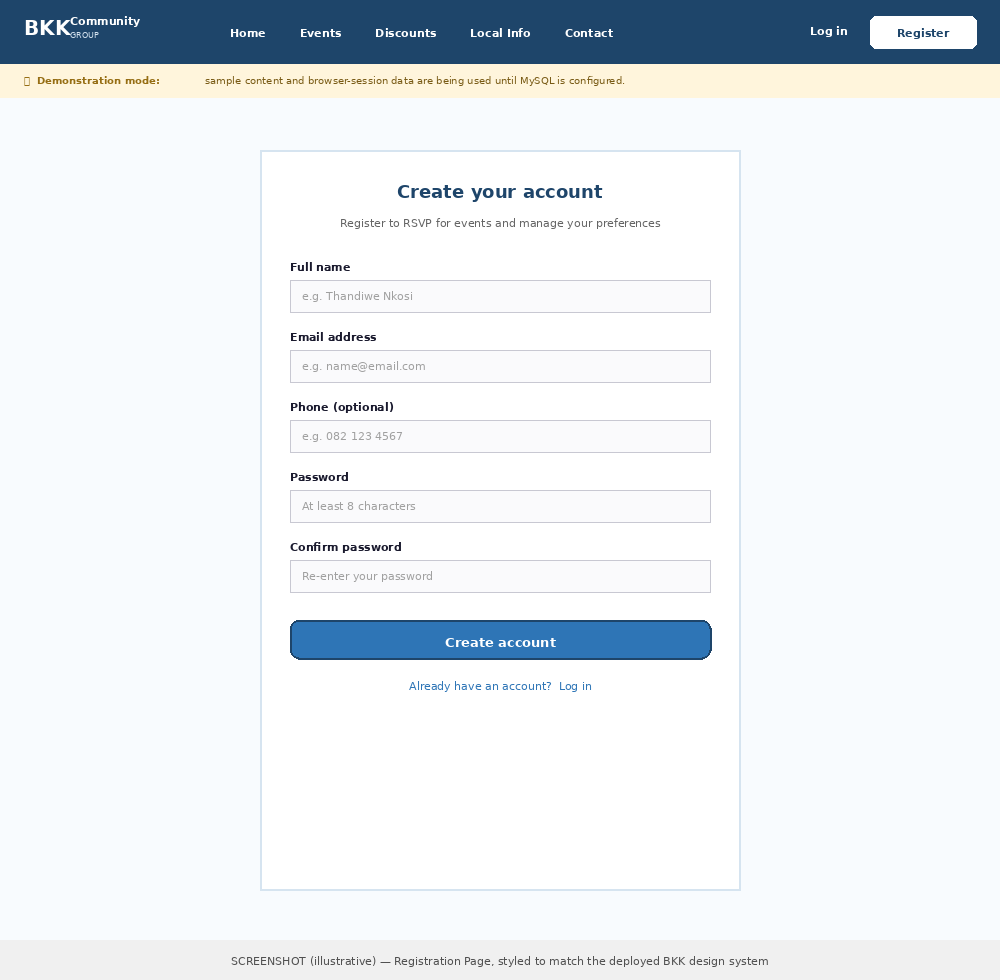 BKK Community
GROUP
Home Events Discounts Local Info Contact Log in Register
Demonstration mode: sample content and browser-session data are being used until MySQL is configured.
Create your account
Register to RSVP for events and manage your preferences
Full name
e.g. Thandiwe Nkosi
Email address
e.g. name@email.com
Phone (optional)
e.g. 082 123 4567
Password
At least 8 characters
Confirm password
Re-enter your password
Create account
Already have an account? Log in
SCREENSHOT (illustrative) — Registration Page, styled to match the deployed BKK design system